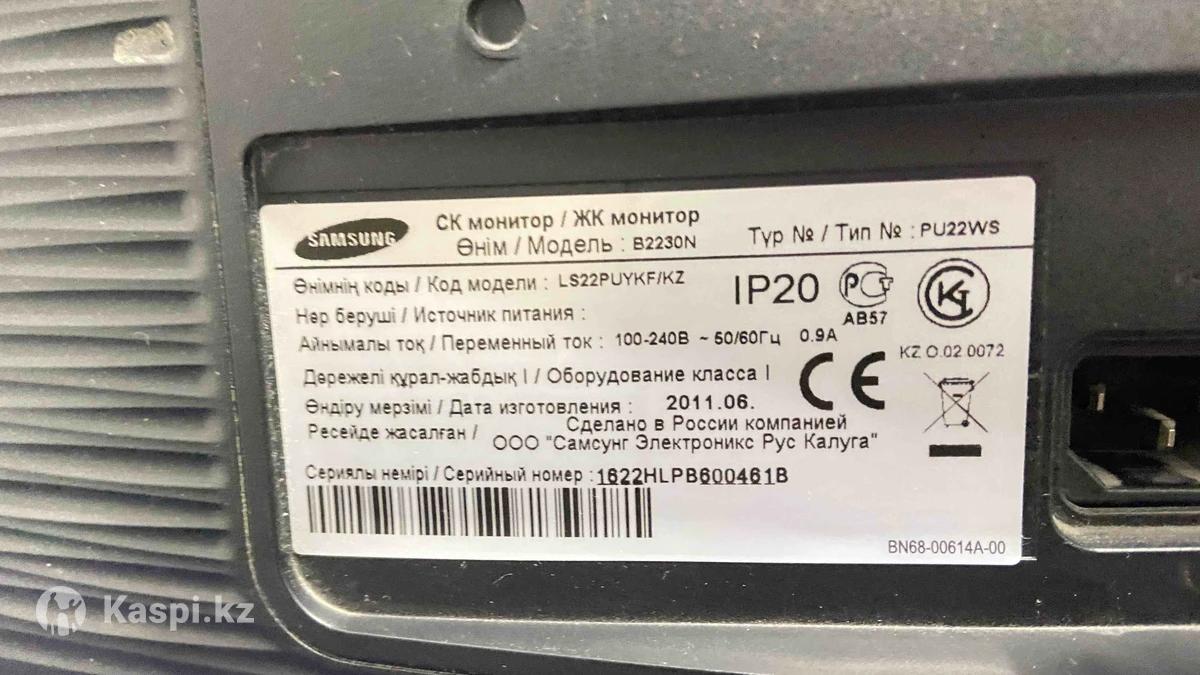 SAMSUNG
СК монитор / ЖК монитор
Өнім / Модель : B2230N
Түр № / Тип № : PU22WS
Өнімнің коды / Код модели : LS22PUYKF/KZ
IP20
АВ57
Нәр беруші / Источник питания :
Айнымалы тоқ / Переменный ток : 100-240В ~ 50/60Гц 0.9А
KZ.O.02.0072
Дәрежелі құрал-жабдық I / Оборудование класса I
CE
Өндіру мерзімі / Дата изготовления : 2011.06.
Ресейде жасалған / Сделано в России компанией
ООО "Самсунг Электроникс Рус Калуга"
Сериялы немірі / Серийный номер : 1622HLPB600461B
BN68-00614A-00
Kaspi.kz